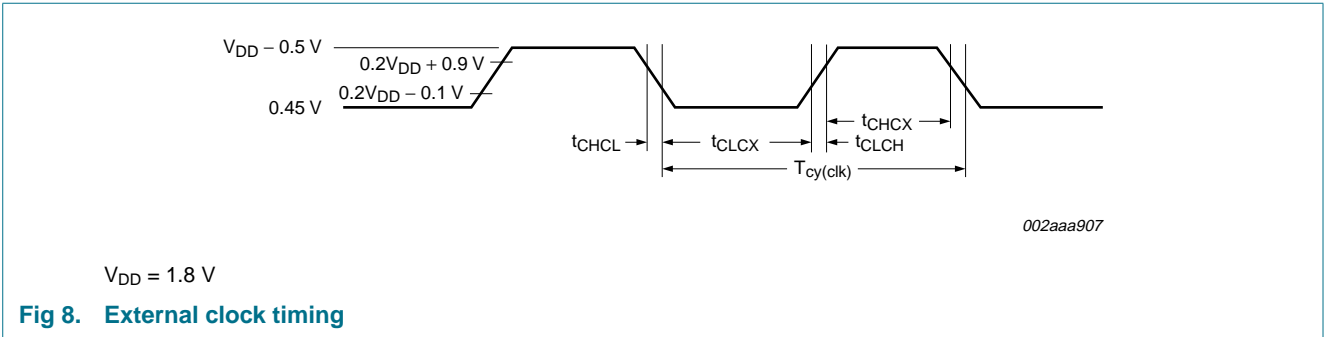 V_DD − 0.5 V
0.2V_DD + 0.9 V
0.2V_DD − 0.1 V
0.45 V
t_CHCX
t_CHCL
t_CLCX
t_CLCH
T_cy(clk)
002aaa907
V_DD = 1.8 V
Fig 8. External clock timing